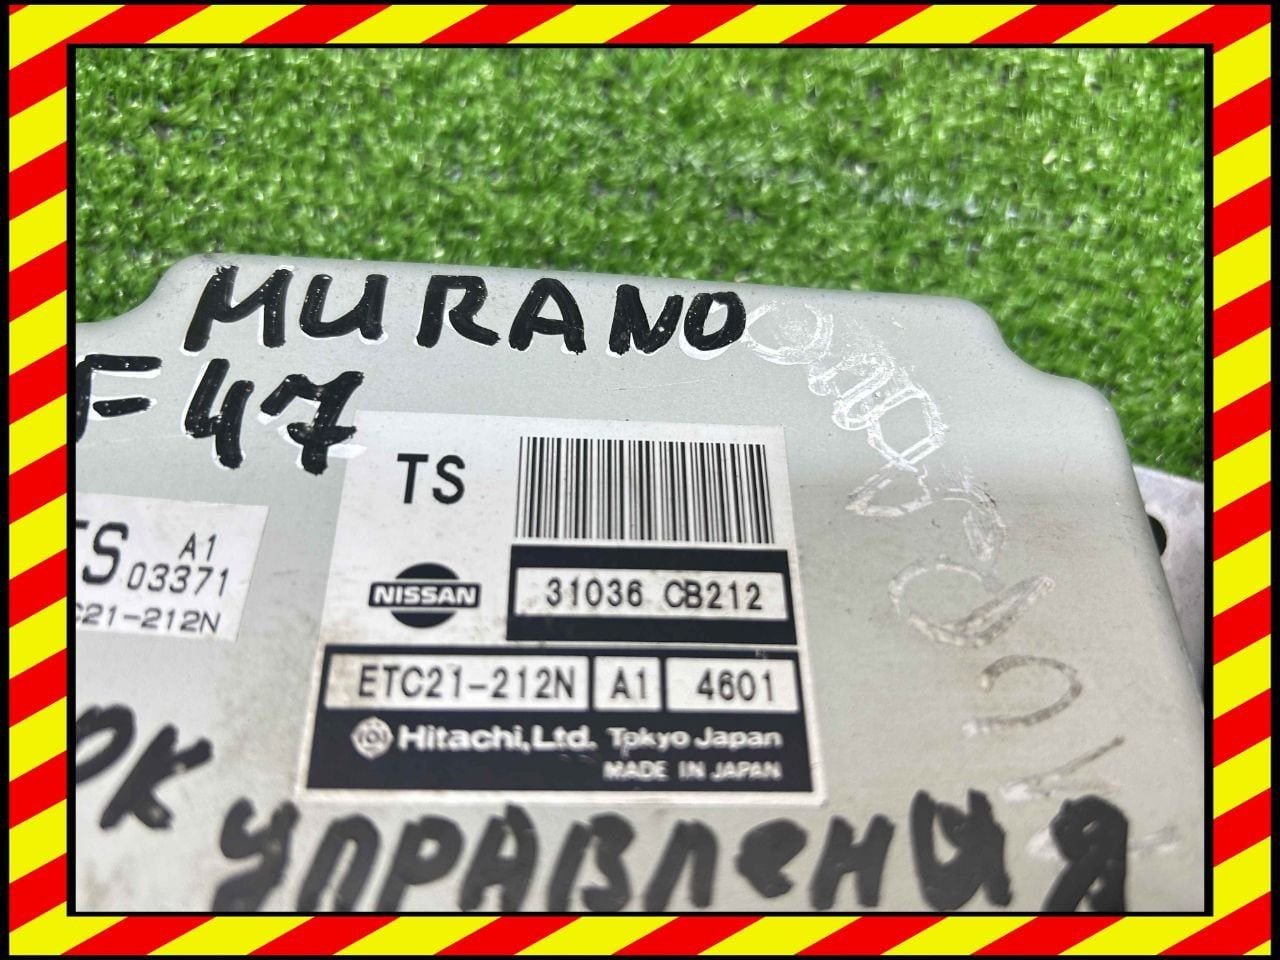 MURANO
F47
TS
NISSAN
31036 CB212
ETC21-212N A1 4601
Hitachi,Ltd. Tokyo Japan
MADE IN JAPAN
TS A1
03371
C21-212N
УПРАВЛЕНИЯ